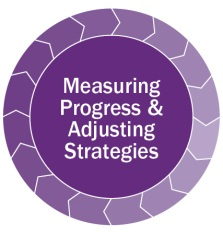 Measuring
Progress &
Adjusting
Strategies